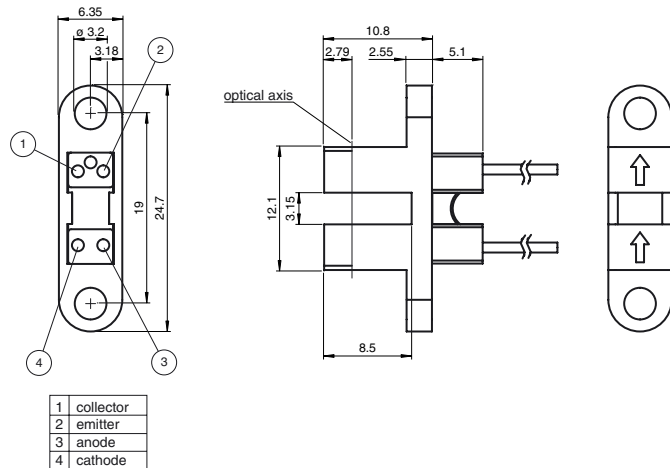 6.35
ø 3.2
3.18
2
1
19
24.7
4
3
10.8
2.79
2.55
5.1
optical axis
12.1
3.15
8.5
1 collector
2 emitter
3 anode
4 cathode